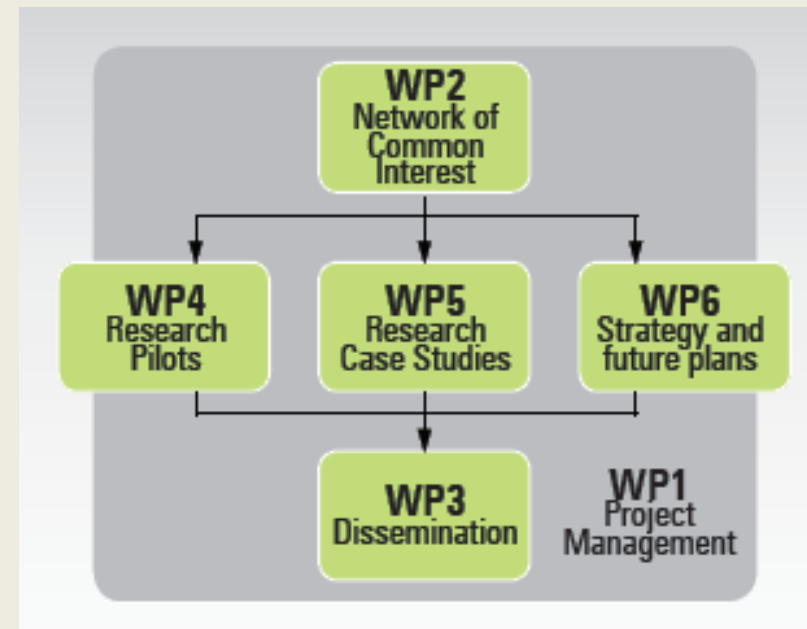 WP2
Network of
Common
Interest
WP4
Research
Pilots
WP5
Research
Case Studies
WP6
Strategy and
future plans
WP3
Dissemination
WP1
Project
Management